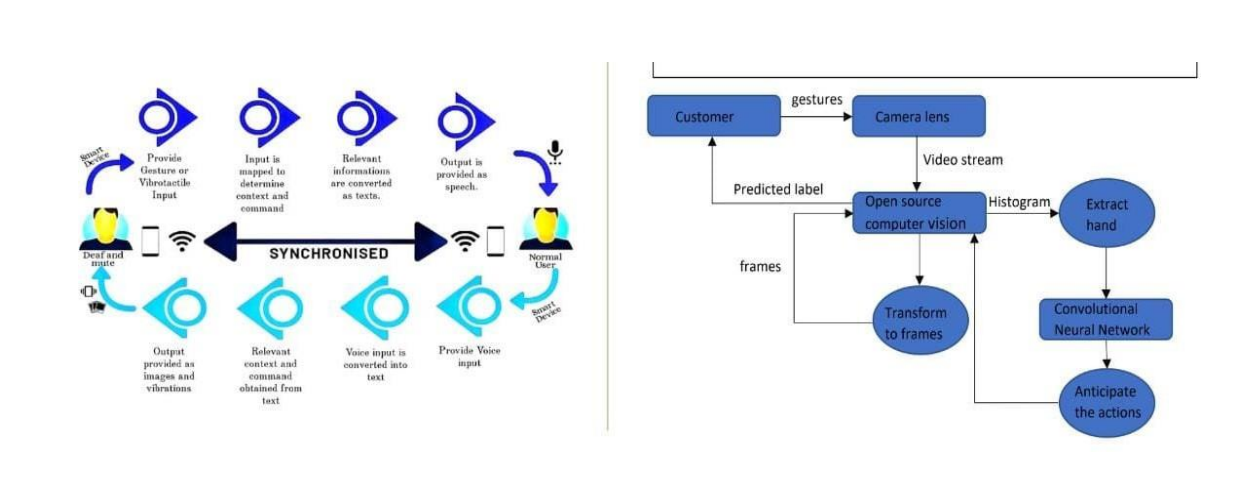 Smart
Device
Provide
Gesture or
Vibrotactile
Input
Input is
mapped to
determine
context and
command
Relevant
informations
are converted
as texts.
Output is
provided as
speech.
Deaf and
mute
SYNCHRONISED
Normal
User
Smart
Device
Output
provided as
images and
vibrations
Relevant
context and
command
obtained from
text
Voice input is
converted into
text
Provide Voice
input
Customer
gestures
Camera lens
Video stream
Predicted label
Open source
computer vision
Histogram
Extract
hand
frames
Transform
to frames
Convolutional
Neural Network
Anticipate
the actions